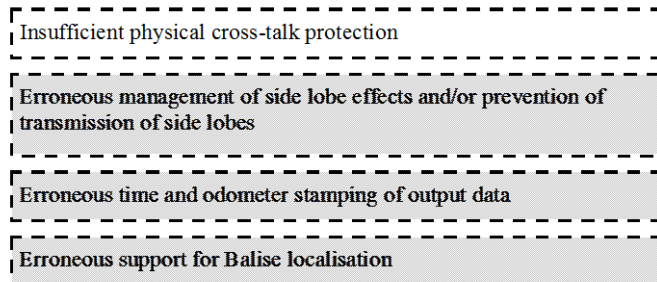 Insufficient physical cross-talk protection
Erroneous management of side lobe effects and/or prevention of
transmission of side lobes
Erroneous time and odometer stamping of output data
Erroneous support for Balise localisation